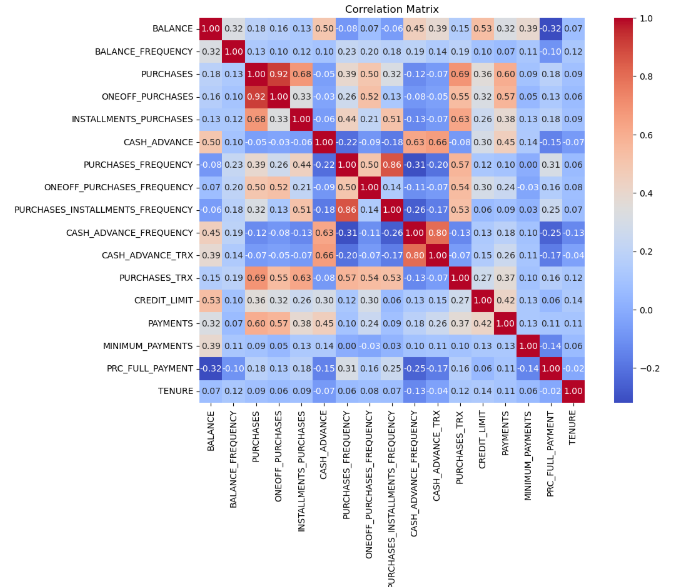 Correlation Matrix
BALANCE 1.00 0.32 0.18 0.16 0.13 0.50 -0.08 0.07 -0.06 0.45 0.39 0.15 0.53 0.32 0.39 -0.32 0.07
BALANCE_FREQUENCY 0.32 1.00 0.13 0.10 0.12 0.10 0.23 0.20 0.18 0.19 0.14 0.19 0.10 0.07 0.11 -0.10 0.12
PURCHASES 0.18 0.13 1.00 0.92 0.68 -0.05 0.39 0.50 0.32 -0.12 -0.07 0.69 0.36 0.60 0.09 0.18 0.09
ONEOFF_PURCHASES 0.16 0.10 0.92 1.00 0.33 -0.03 0.26 0.52 0.13 -0.08 -0.05 0.55 0.32 0.57 0.05 0.13 0.06
INSTALLMENTS_PURCHASES 0.13 0.12 0.68 0.33 1.00 -0.06 0.44 0.21 0.51 -0.13 -0.07 0.63 0.26 0.38 0.13 0.18 0.09
CASH_ADVANCE 0.50 0.10 -0.05 -0.03 -0.06 1.00 -0.22 -0.09 -0.18 0.63 0.66 -0.08 0.30 0.45 0.14 -0.15 -0.07
PURCHASES_FREQUENCY -0.08 0.23 0.39 0.26 0.44 -0.22 1.00 0.50 0.86 -0.31 -0.20 0.57 0.12 0.10 0.00 0.31 0.06
ONEOFF_PURCHASES_FREQUENCY 0.07 0.20 0.50 0.52 0.21 -0.09 0.50 1.00 0.14 -0.11 -0.07 0.54 0.30 0.24 -0.03 0.16 0.08
PURCHASES_INSTALLMENTS_FREQUENCY -0.06 0.18 0.32 0.13 0.51 -0.18 0.86 0.14 1.00 -0.26 -0.17 0.53 0.06 0.09 0.03 0.25 0.07
CASH_ADVANCE_FREQUENCY 0.45 0.19 -0.12 -0.08 -0.13 0.63 -0.31 -0.11 -0.26 1.00 0.80 -0.13 0.13 0.18 0.10 -0.25 -0.13
CASH_ADVANCE_TRX 0.39 0.14 -0.07 -0.05 -0.07 0.66 -0.20 -0.07 -0.17 0.80 1.00 -0.07 0.15 0.26 0.11 -0.17 -0.04
PURCHASES_TRX 0.15 0.19 0.69 0.55 0.63 -0.08 0.57 0.54 0.53 -0.13 -0.07 1.00 0.27 0.37 0.10 0.16 0.12
CREDIT_LIMIT 0.53 0.10 0.36 0.32 0.26 0.30 0.12 0.30 0.06 0.13 0.15 0.27 1.00 0.42 0.13 0.06 0.14
PAYMENTS 0.32 0.07 0.60 0.57 0.38 0.45 0.10 0.24 0.09 0.18 0.26 0.37 0.42 1.00 0.13 0.11 0.11
MINIMUM_PAYMENTS 0.39 0.11 0.09 0.05 0.13 0.14 0.00 -0.03 0.03 0.10 0.11 0.10 0.13 0.13 1.00 -0.14 0.06
PRC_FULL_PAYMENT -0.32 -0.10 0.18 0.13 0.18 -0.15 0.31 0.16 0.25 -0.25 -0.17 0.16 0.06 0.11 -0.14 1.00 -0.02
TENURE 0.07 0.12 0.09 0.06 0.09 -0.07 0.06 0.08 0.07 -0.13 -0.04 0.12 0.14 0.11 0.06 -0.02 1.00
BALANCE
BALANCE_FREQUENCY
PURCHASES
ONEOFF_PURCHASES
INSTALLMENTS_PURCHASES
CASH_ADVANCE
PURCHASES_FREQUENCY
ONEOFF_PURCHASES_FREQUENCY
PURCHASES_INSTALLMENTS_FREQUENCY
CASH_ADVANCE_FREQUENCY
CASH_ADVANCE_TRX
PURCHASES_TRX
CREDIT_LIMIT
PAYMENTS
MINIMUM_PAYMENTS
PRC_FULL_PAYMENT
TENURE
1.0
0.8
0.6
0.4
0.2
0.0
−0.2